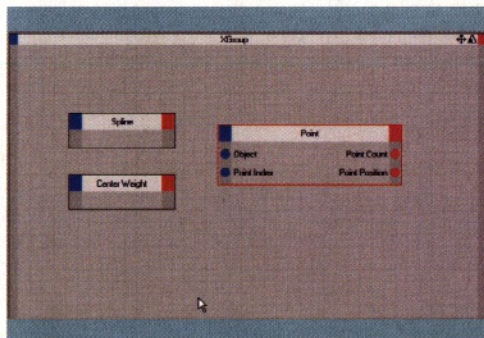 XGroup
Spline
Point
Object
Point Count
Center Weight
Point Index
Point Position